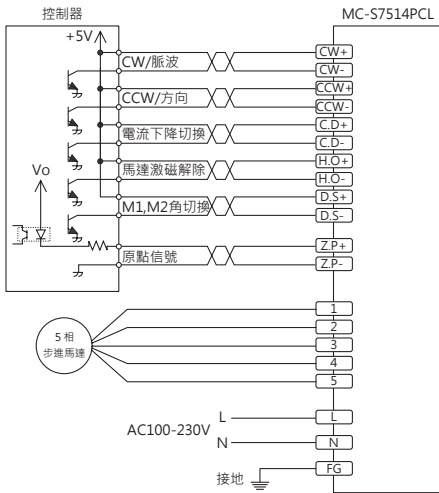 控制器
MC-S7514PCL
+5V
CW/脈波
CW+
CW-
CCW/方向
CCW+
CCW-
電流下降切換
C.D+
C.D-
Vo
馬達激磁解除
H.O+
H.O-
M1,M2角切換
D.S+
D.S-
原點信號
Z.P+
Z.P-
5 相
步進馬達
1
2
3
4
5
AC100-230V
L
L
N
N
接地
FG